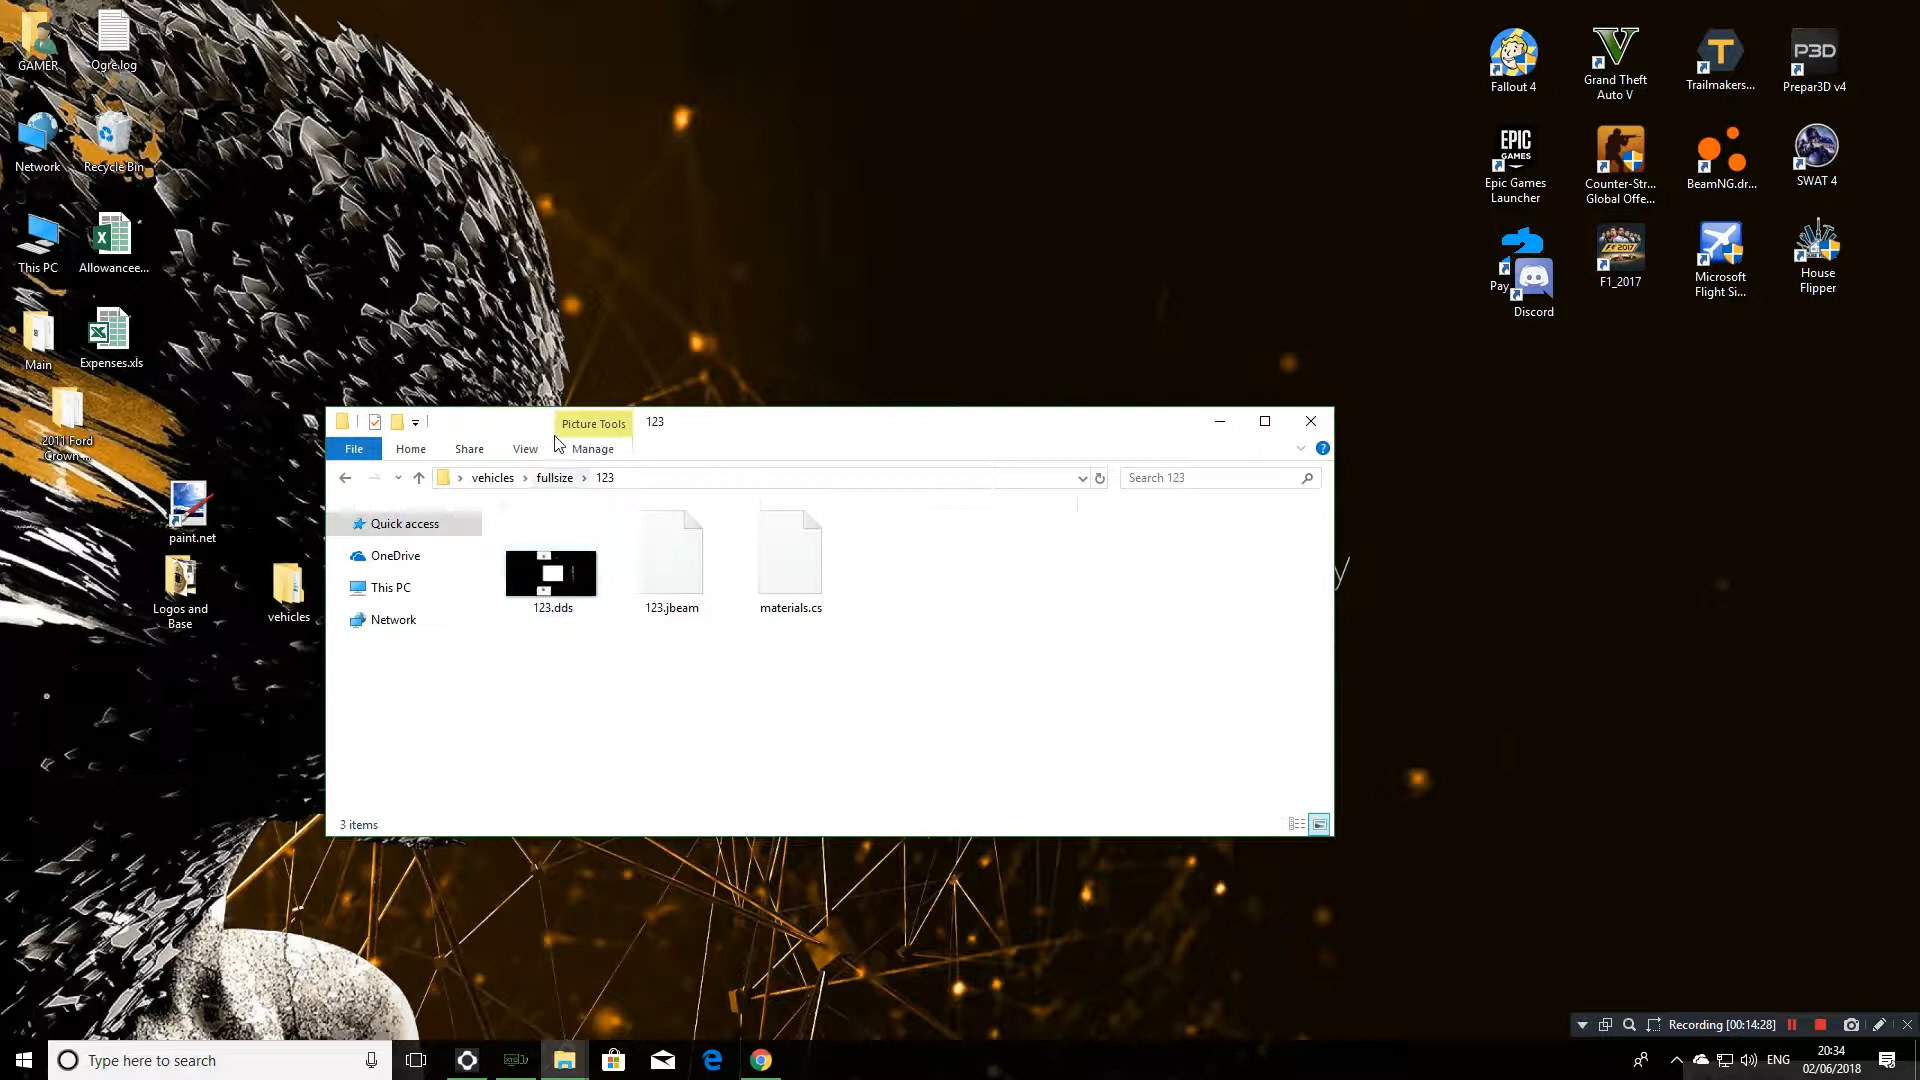 GAMER
Ogre.log
Network
Recycle Bin
This PC
Allowancee...
Main
Expenses.xls
2011 Ford
Crown ...
paint.net
Logos and
Base
vehicles
Fallout 4
Grand Theft
Auto V
Trailmakers...
P3D
Prepar3D v4
EPIC
GAMES
Epic Games
Launcher
Counter-Str...
Global Offe...
BeamNG.dr...
SWAT 4
Pay
Discord
F1 2017
F1_2017
Microsoft
Flight Si...
House
Flipper
Picture Tools
123
File
Home
Share
View
Manage
vehicles
fullsize
123
Search 123
Quick access
OneDrive
This PC
Network
123.dds
123.jbeam
materials.cs
3 items
y
Recording [00:14:28]
Type here to search
ENG
20:34
02/06/2018